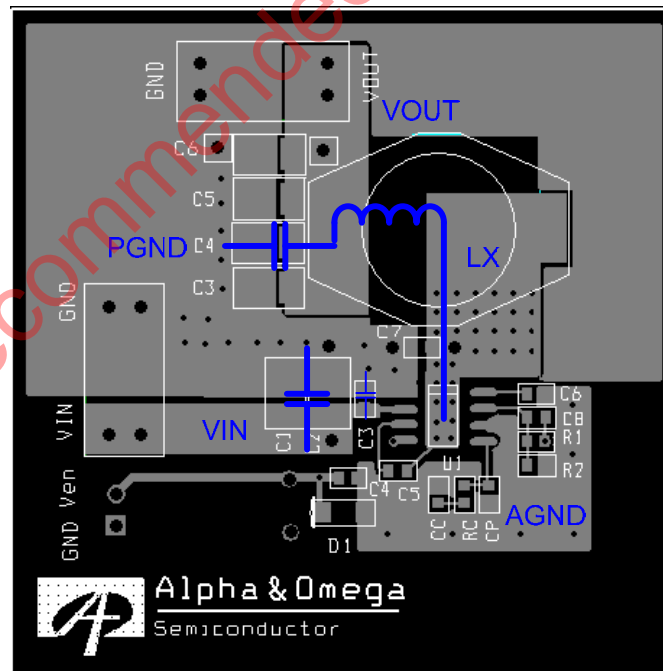 GND
VOUT
VOUT
C6
C5
PGND
C4
LX
C3
GND
C7
VIN
VIN
C1
C2
C3
C6
C8
R1
R2
U1
C4
C5
CC
RC
CP
AGND
GND Ven
D1
Alpha&Omega
Semiconductor
ecommended